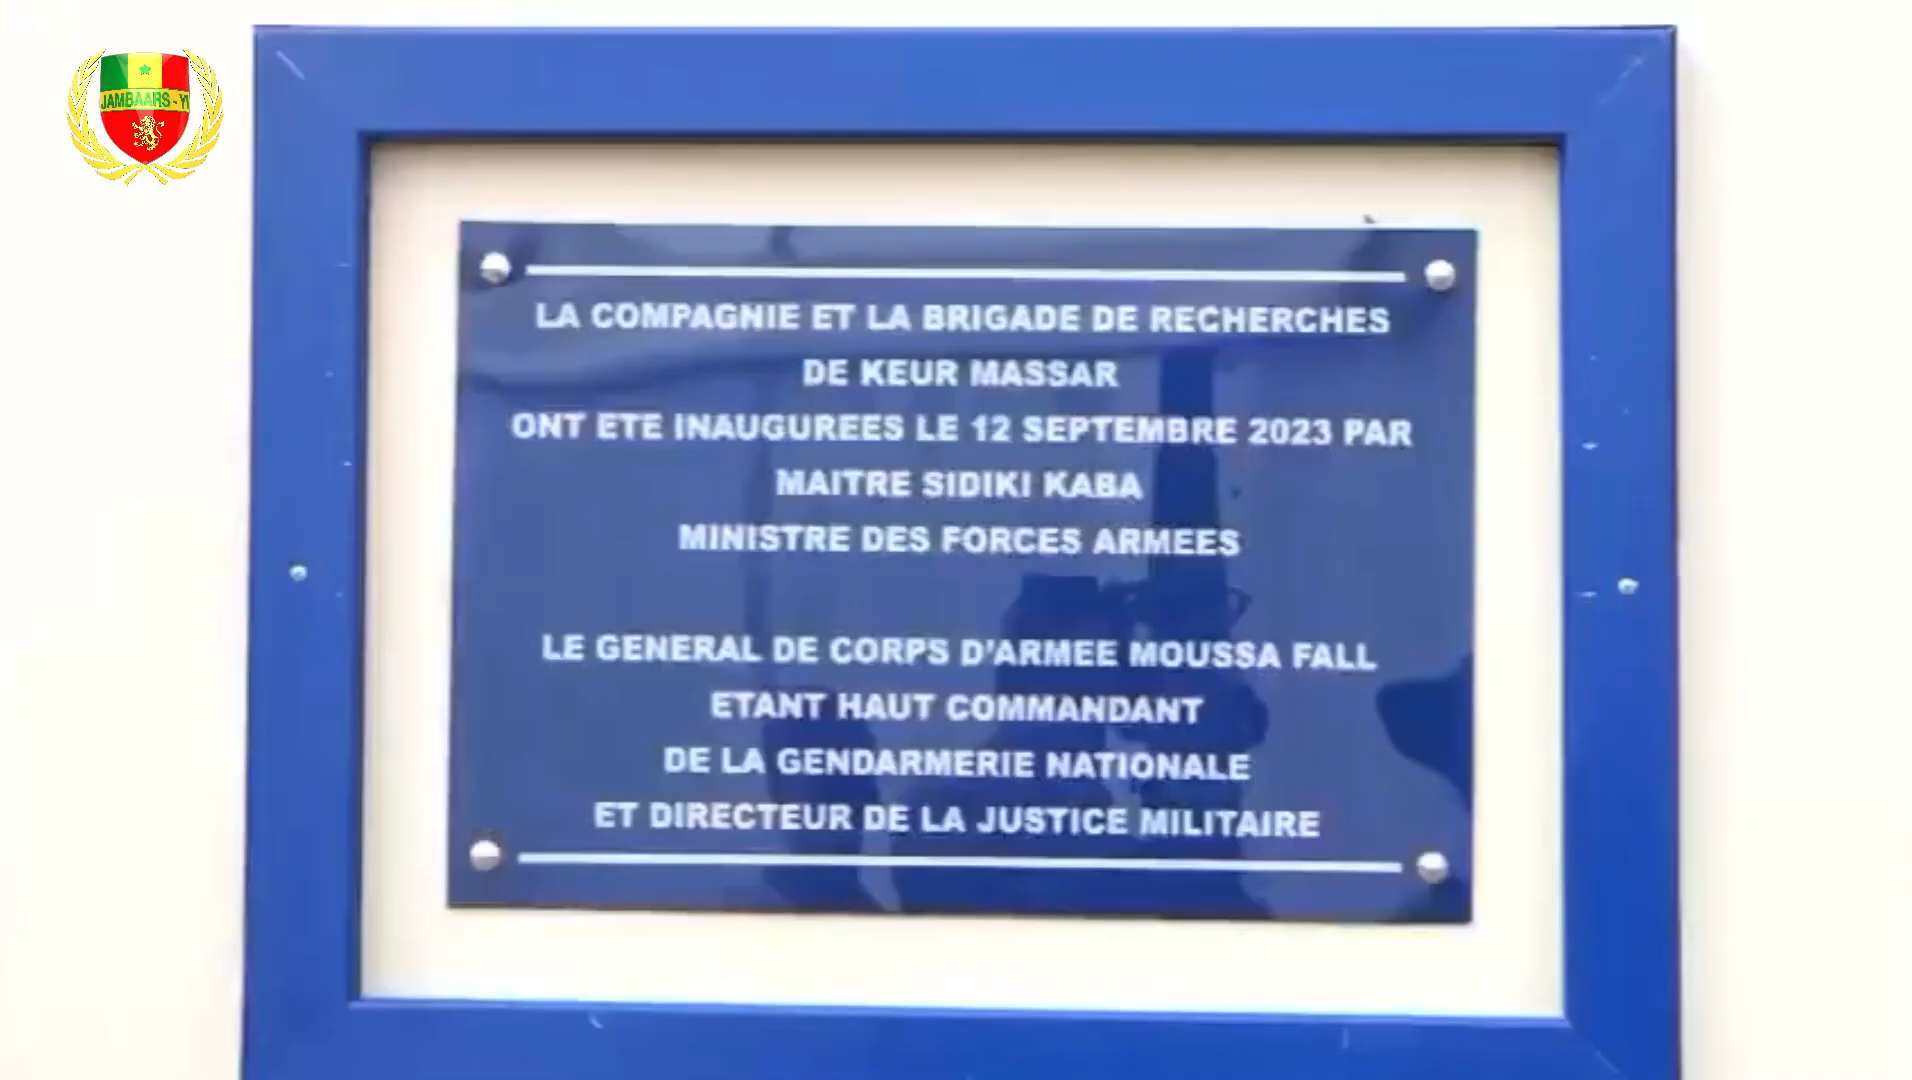 JAMBAARS-YI
LA COMPAGNIE ET LA BRIGADE DE RECHERCHES
DE KEUR MASSAR
ONT ETE INAUGUREES LE 12 SEPTEMBRE 2023 PAR
MAITRE SIDIKI KABA
MINISTRE DES FORCES ARMEES
LE GENERAL DE CORPS D'ARMEE MOUSSA FALL
ETANT HAUT COMMANDANT
DE LA GENDARMERIE NATIONALE
ET DIRECTEUR DE LA JUSTICE MILITAIRE